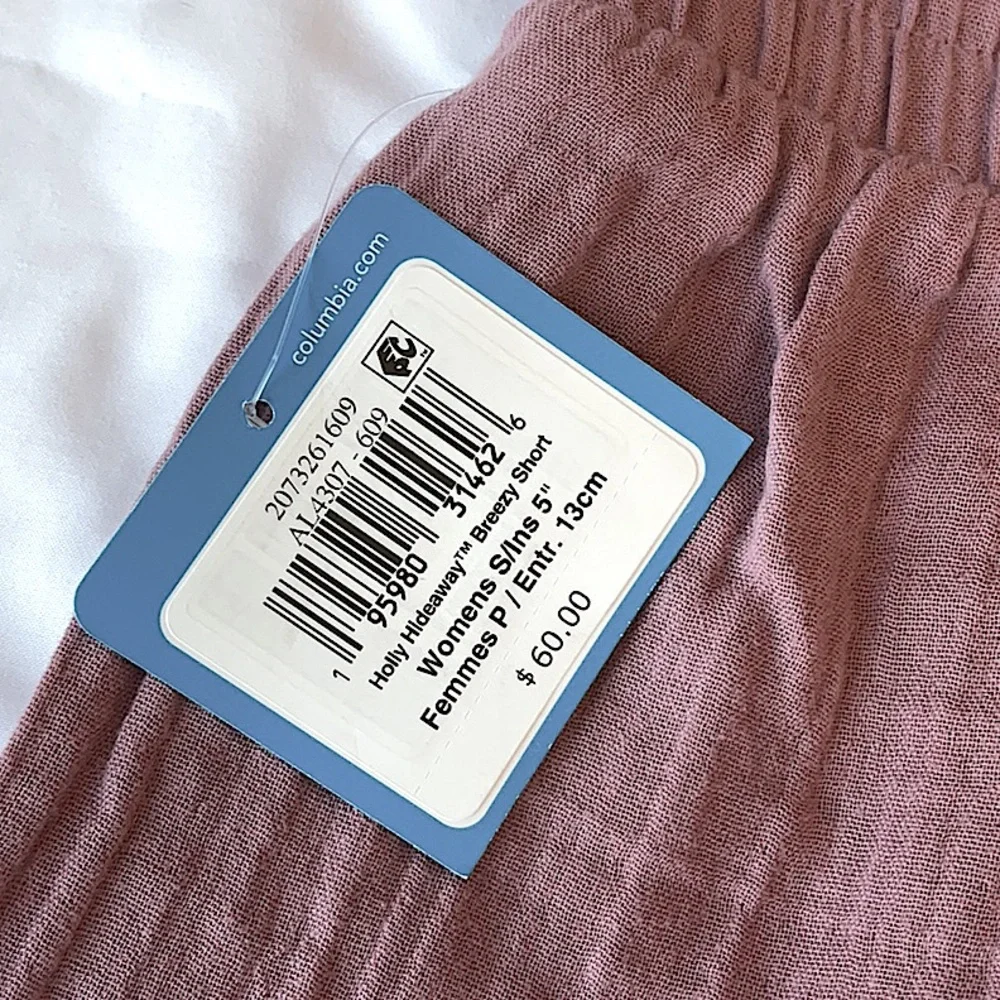 columbia.com
EPC™
2073261609
AL4307 - 609
1 95980 31462 6
Holly Hideaway™ Breezy Short
Womens S/Ins 5"
Femmes P / Entr. 13cm
$ 60.00